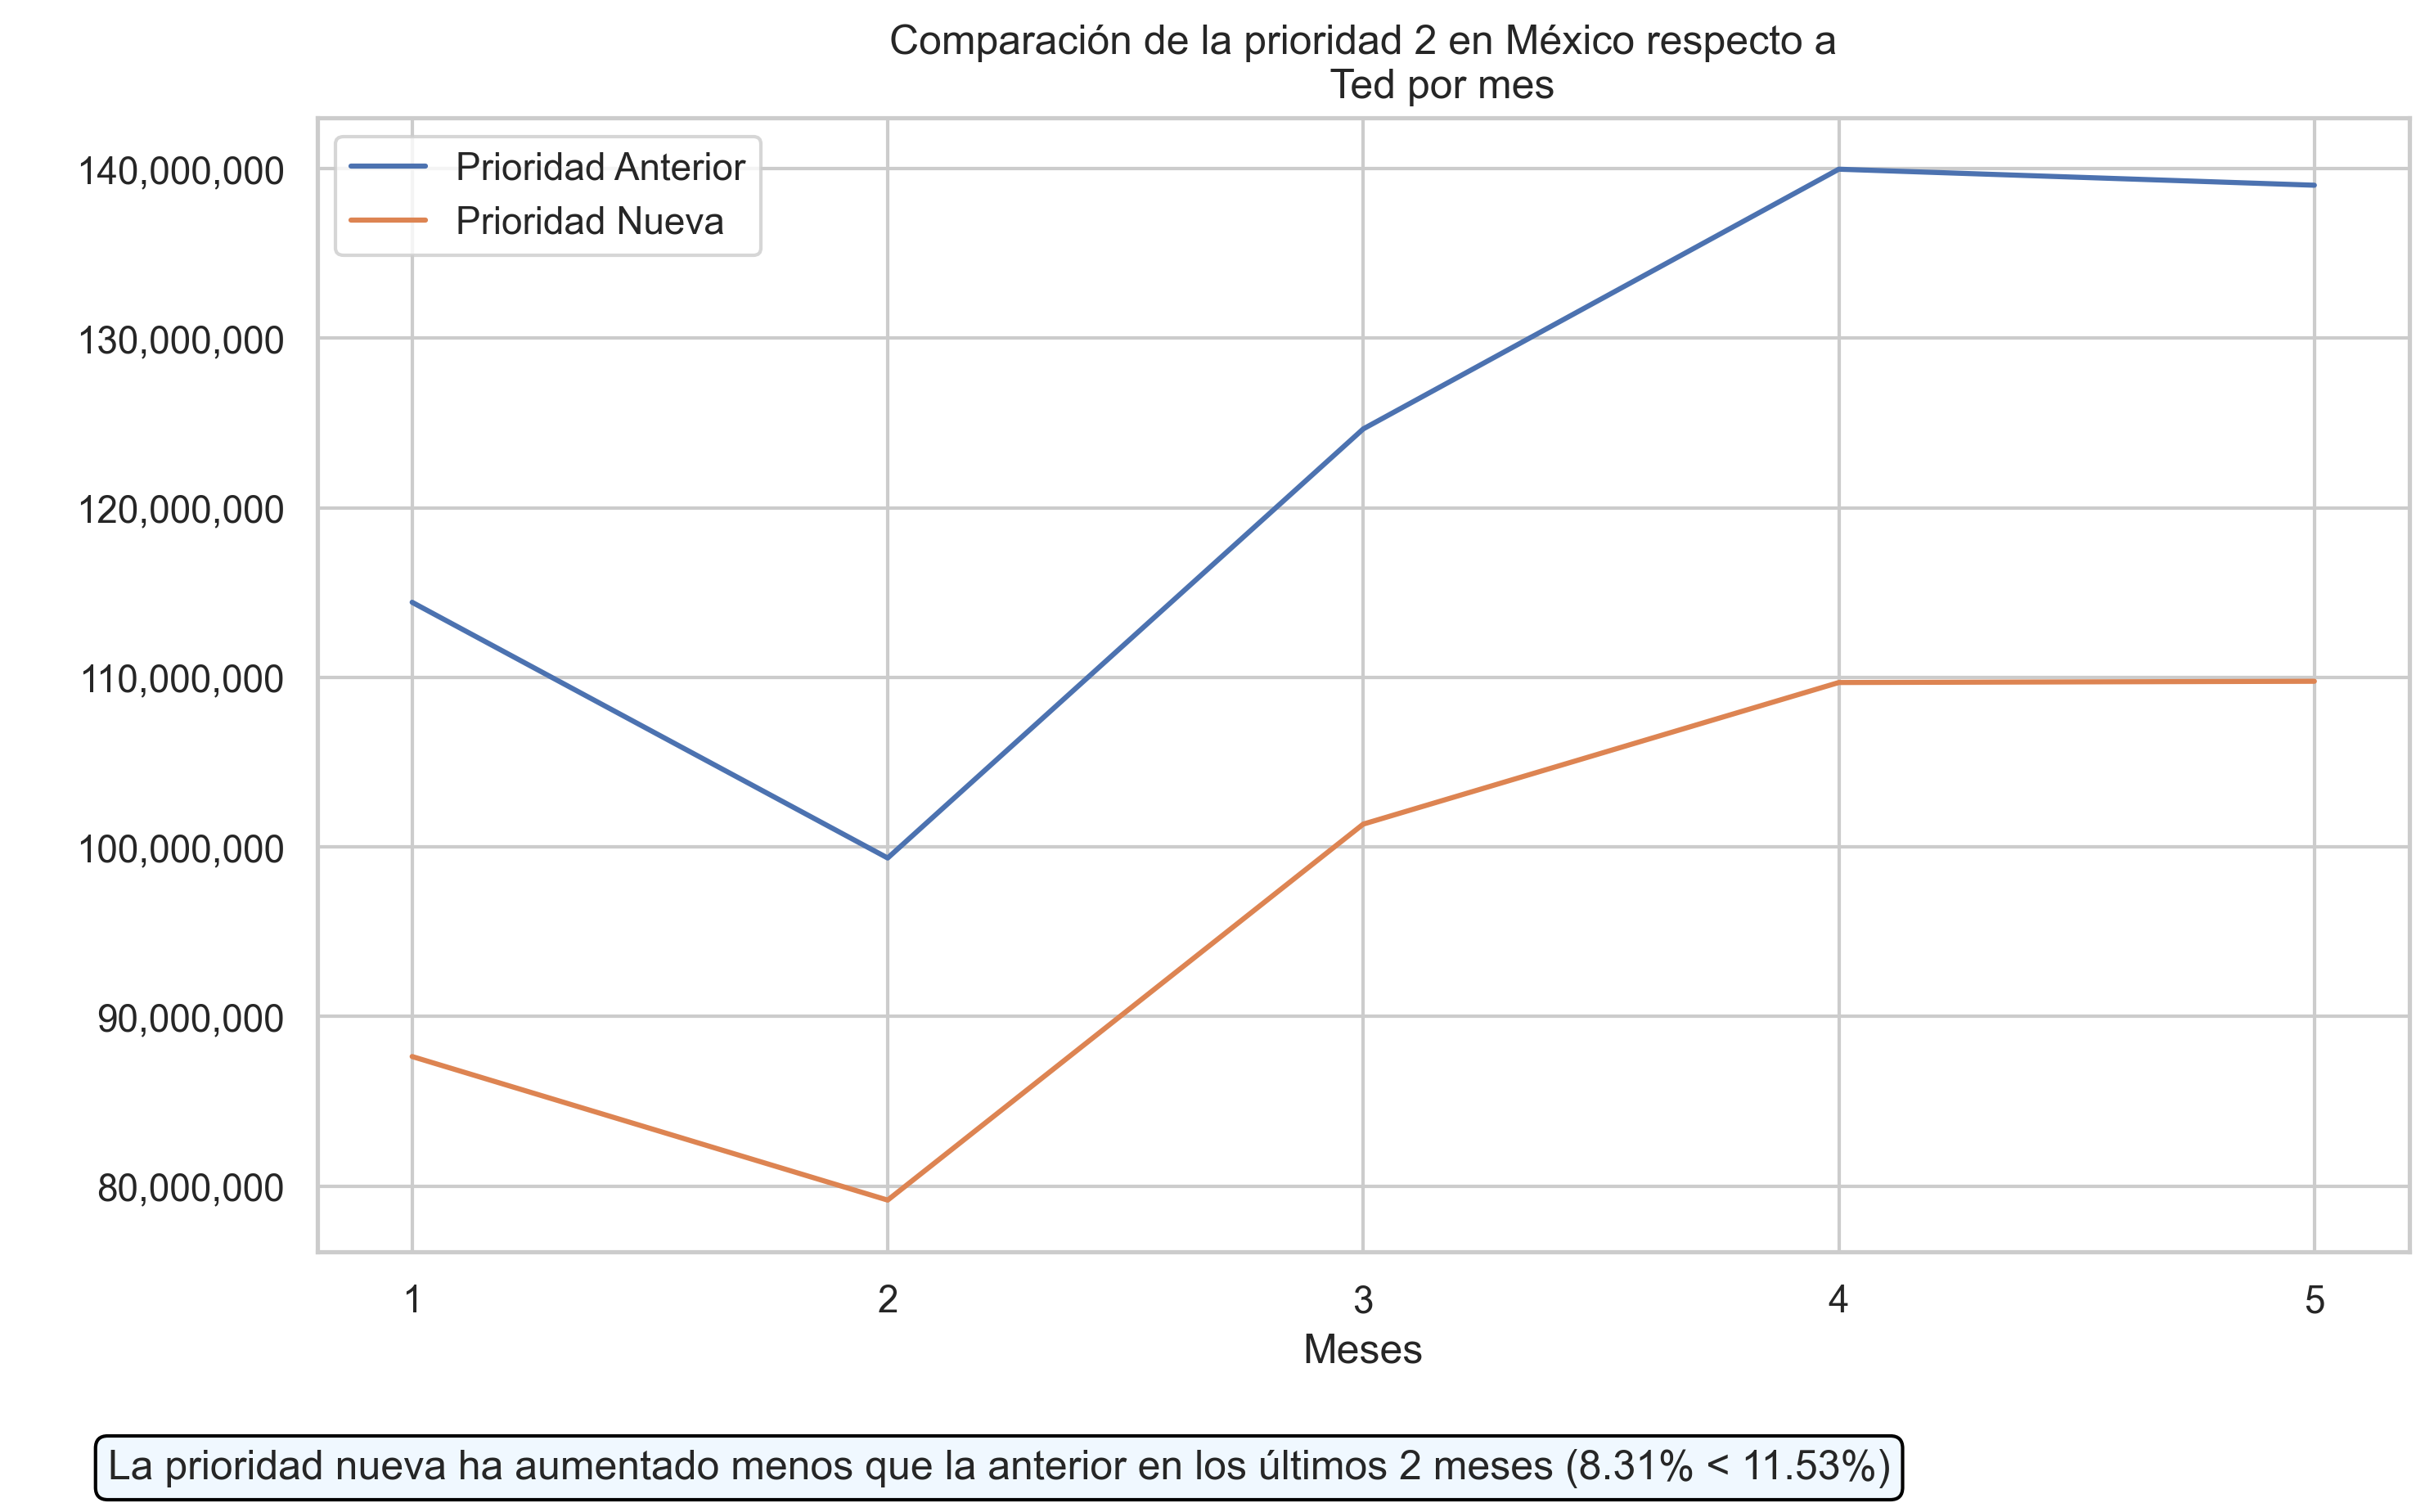 Comparación de la prioridad 2 en México respecto a
Ted por mes
Prioridad Anterior
Prioridad Nueva
140,000,000
130,000,000
120,000,000
110,000,000
100,000,000
90,000,000
80,000,000
1 2 3 4 5
Meses
La prioridad nueva ha aumentado menos que la anterior en los últimos 2 meses (8.31% < 11.53%)